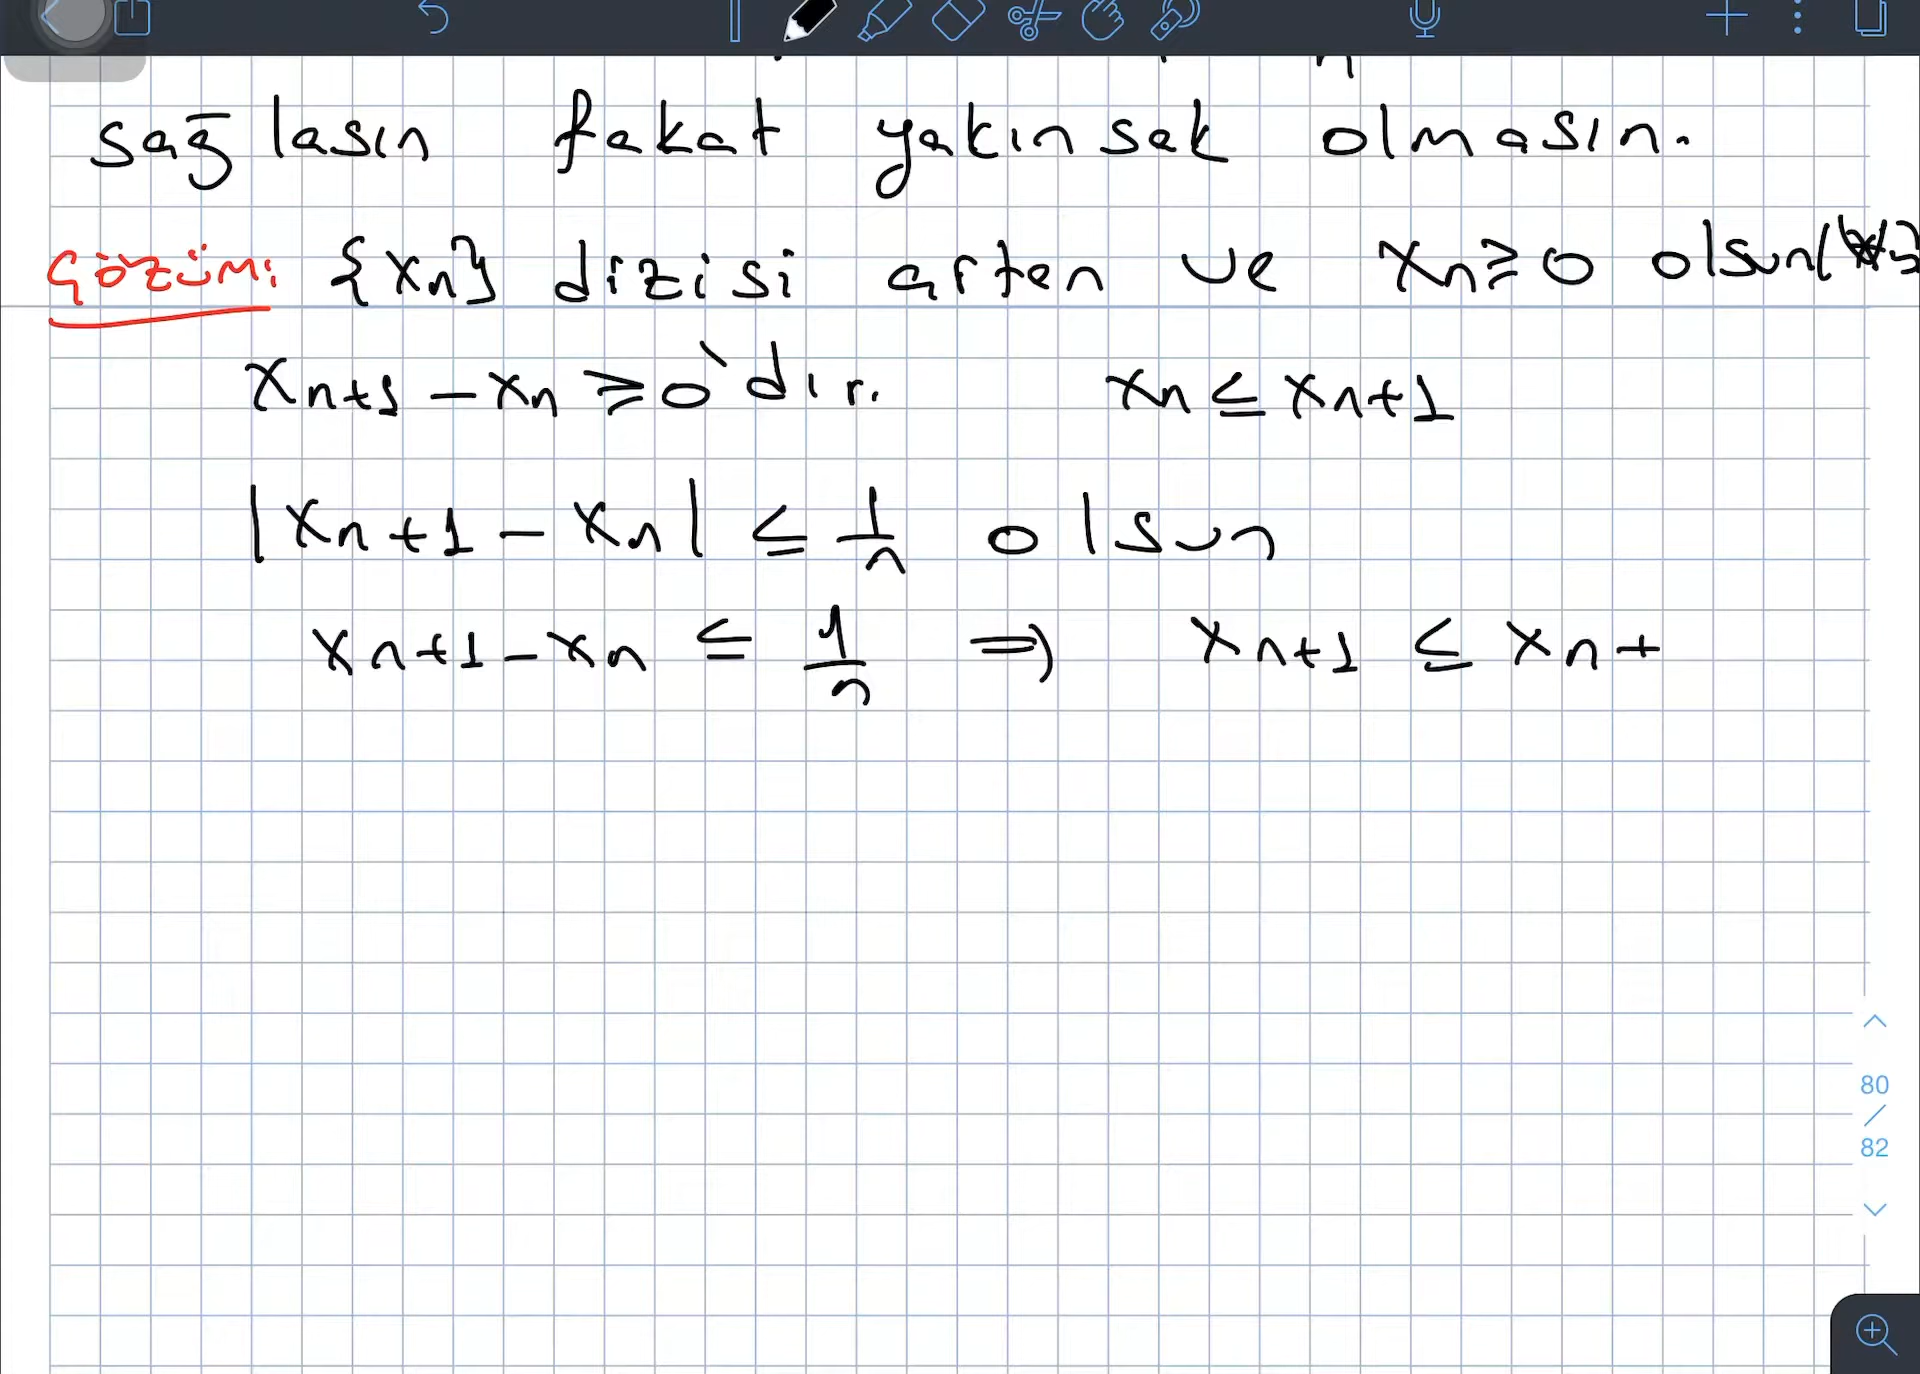 sağlasın fakat yakınsak olmasın.
Çözüm: {xn} dizisi artan ve xn ≥ 0 olsun
xn+1 - xn ≥ 0'dır. xn ≤ xn+1
|xn+1 - xn| ≤ 1/n olsun
xn+1 - xn ≤ 1/n ⇒ xn+1 ≤ xn +
80
/
82